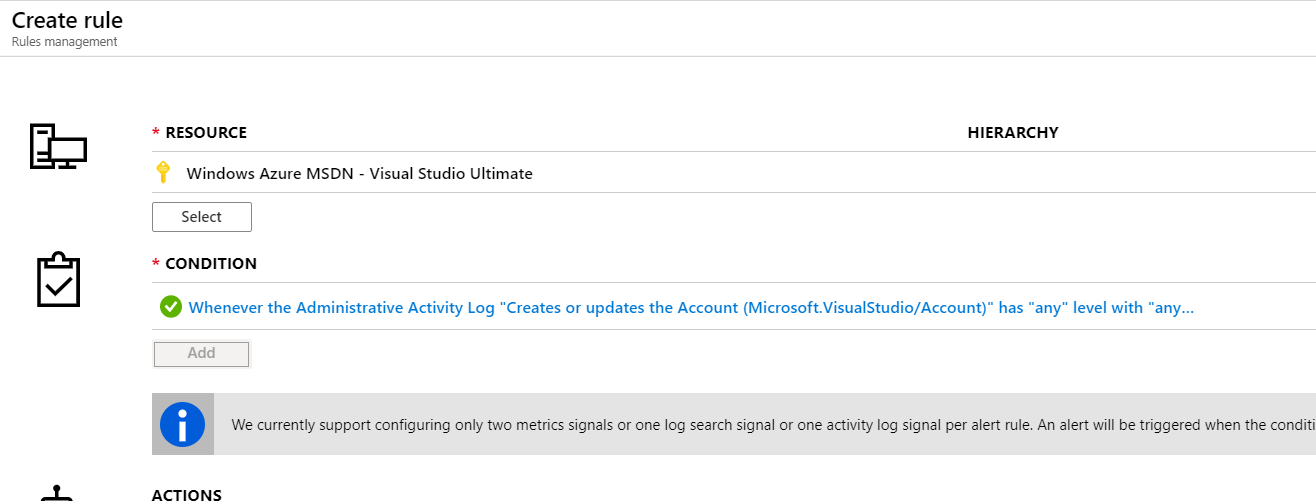 Create rule
Rules management
* RESOURCE HIERARCHY
Windows Azure MSDN - Visual Studio Ultimate
Select
* CONDITION
Whenever the Administrative Activity Log "Creates or updates the Account (Microsoft.VisualStudio/Account)" has "any" level with "any...
Add
We currently support configuring only two metrics signals or one log search signal or one activity log signal per alert rule. An alert will be triggered when the conditi
ACTIONS